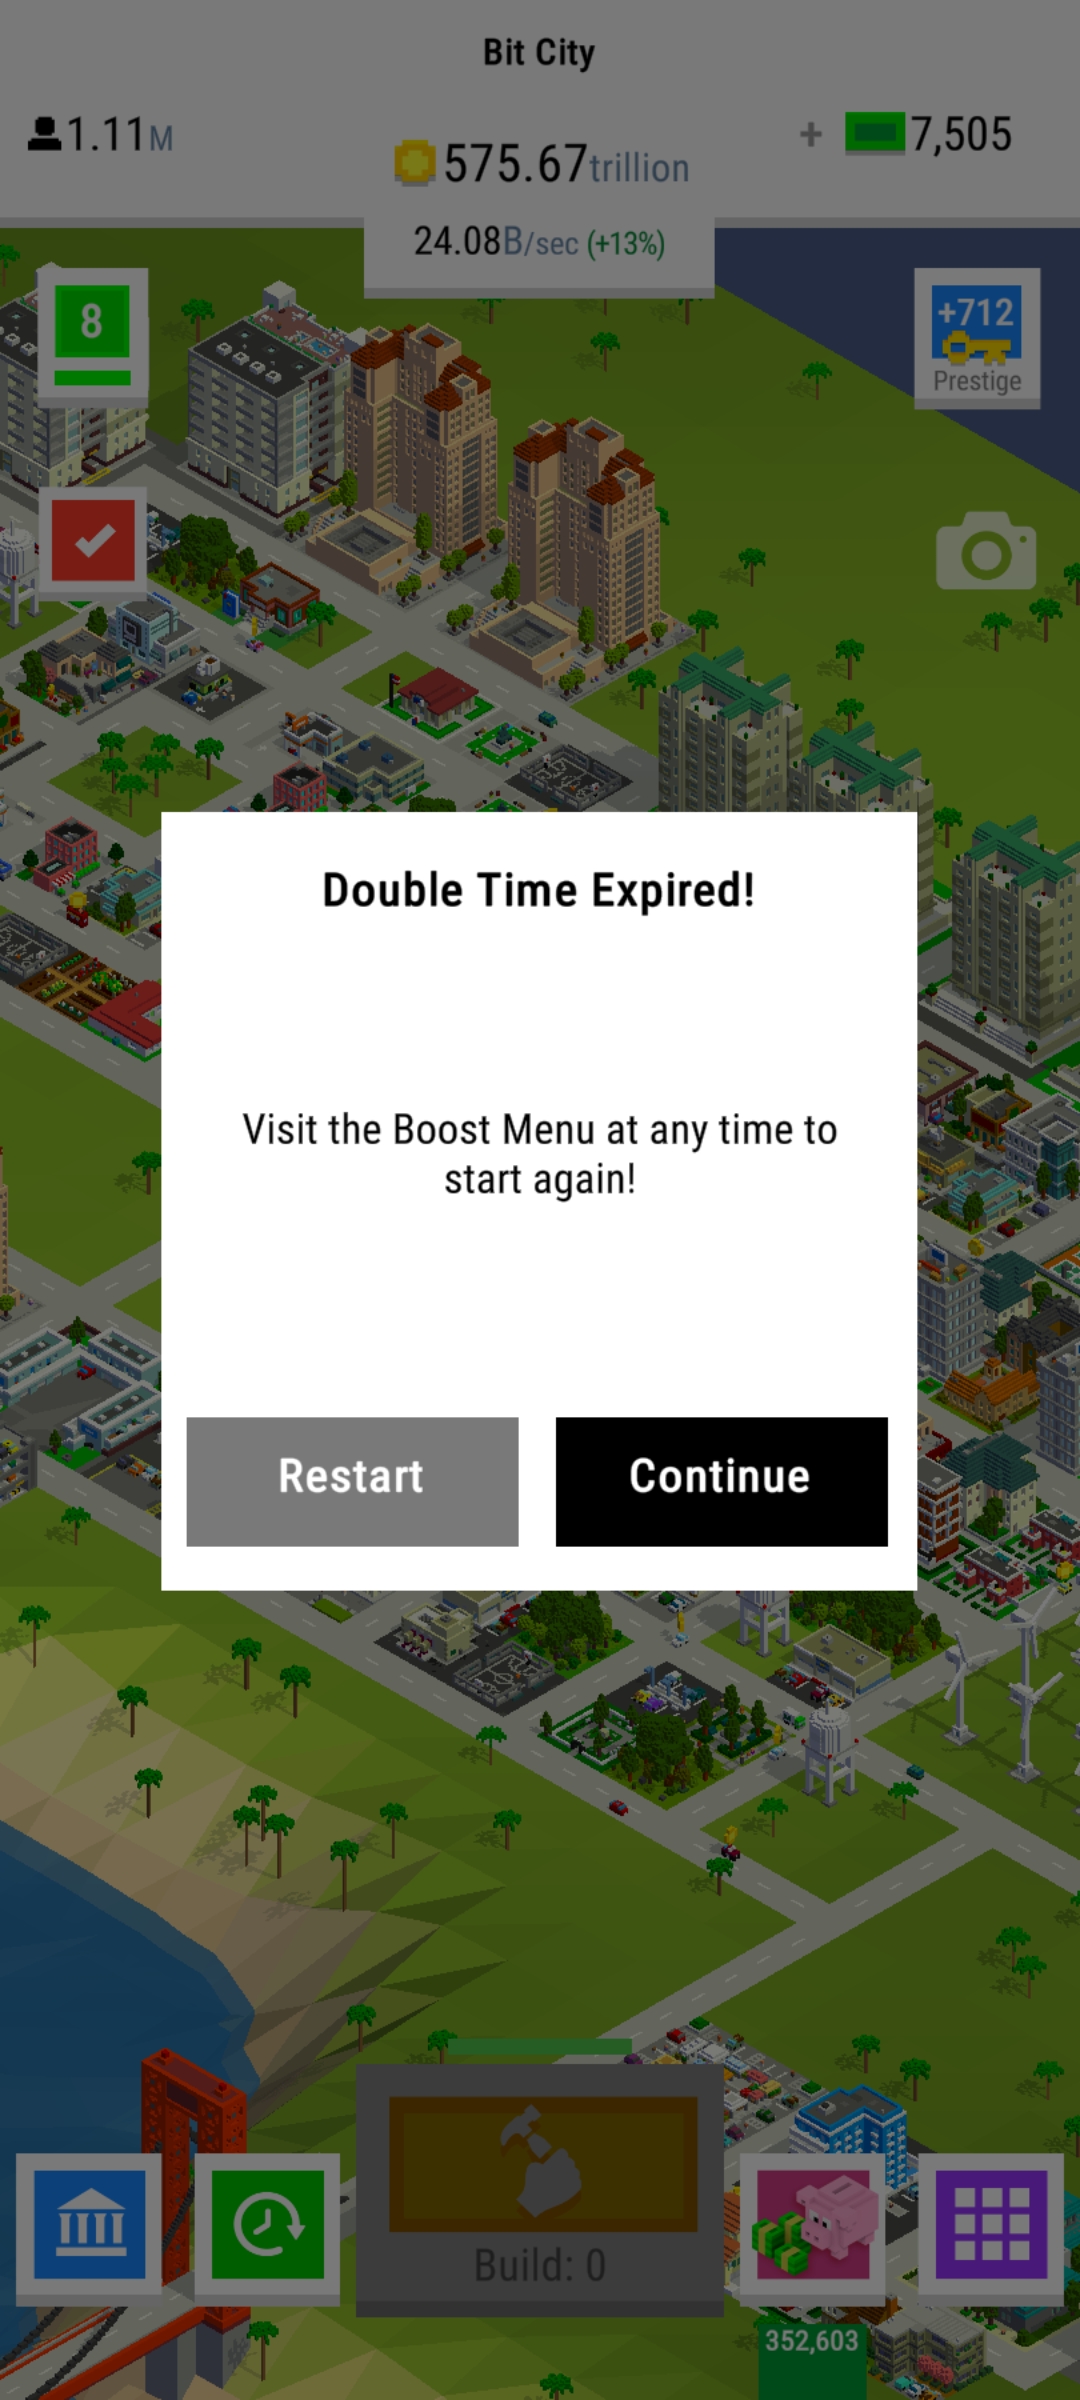 Bit City
1.11M
575.67trillion
+ 7,505
24.08B/sec (+13%)
8
+712
Prestige
Double Time Expired!
Visit the Boost Menu at any time to
start again!
Restart
Continue
Build: 0
352,603